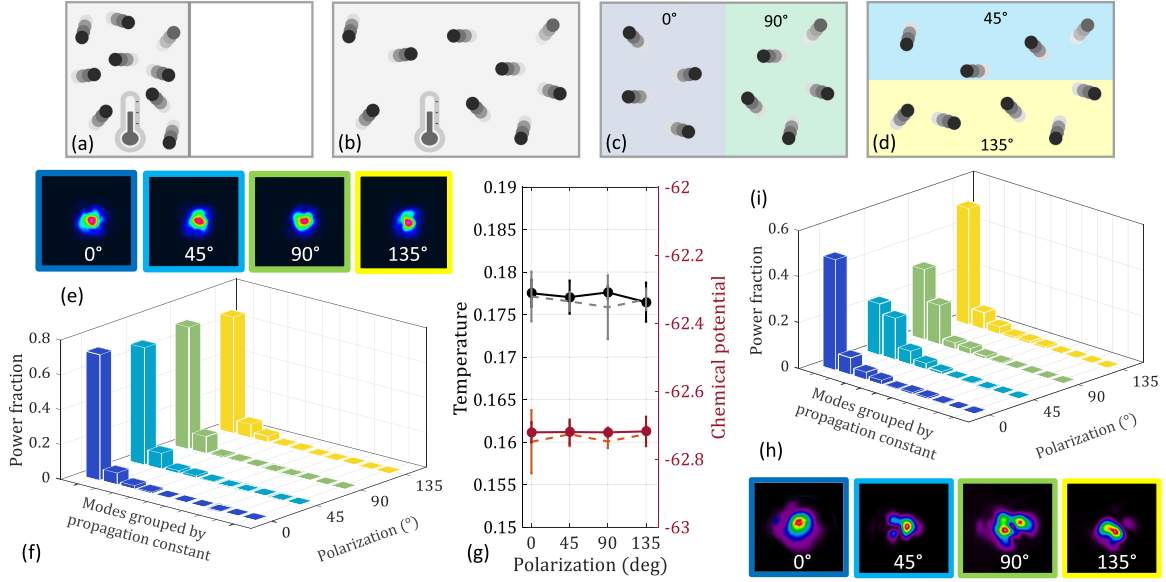 (a)
(b)
0° 90°
(c)
45°
135°
(d)
0° 45° 90° 135°
(e)
0.8
0.6
0.4
0.2
0
Power fraction
Modes grouped by
propagation constant
0
45
90
135
Polarization (°)
(f)
0.19
0.185
0.18
0.175
0.17
0.165
0.16
0.155
0.15
Temperature
0 45 90 135
Polarization (deg)
-62
-62.2
-62.4
-62.6
-62.8
-63
Chemical potential
(g)
(i)
0.6
0.4
0.2
0
Power fraction
Modes grouped by
propagation constant
0
45
90
135
Polarization (°)
(h)
0° 45° 90° 135°